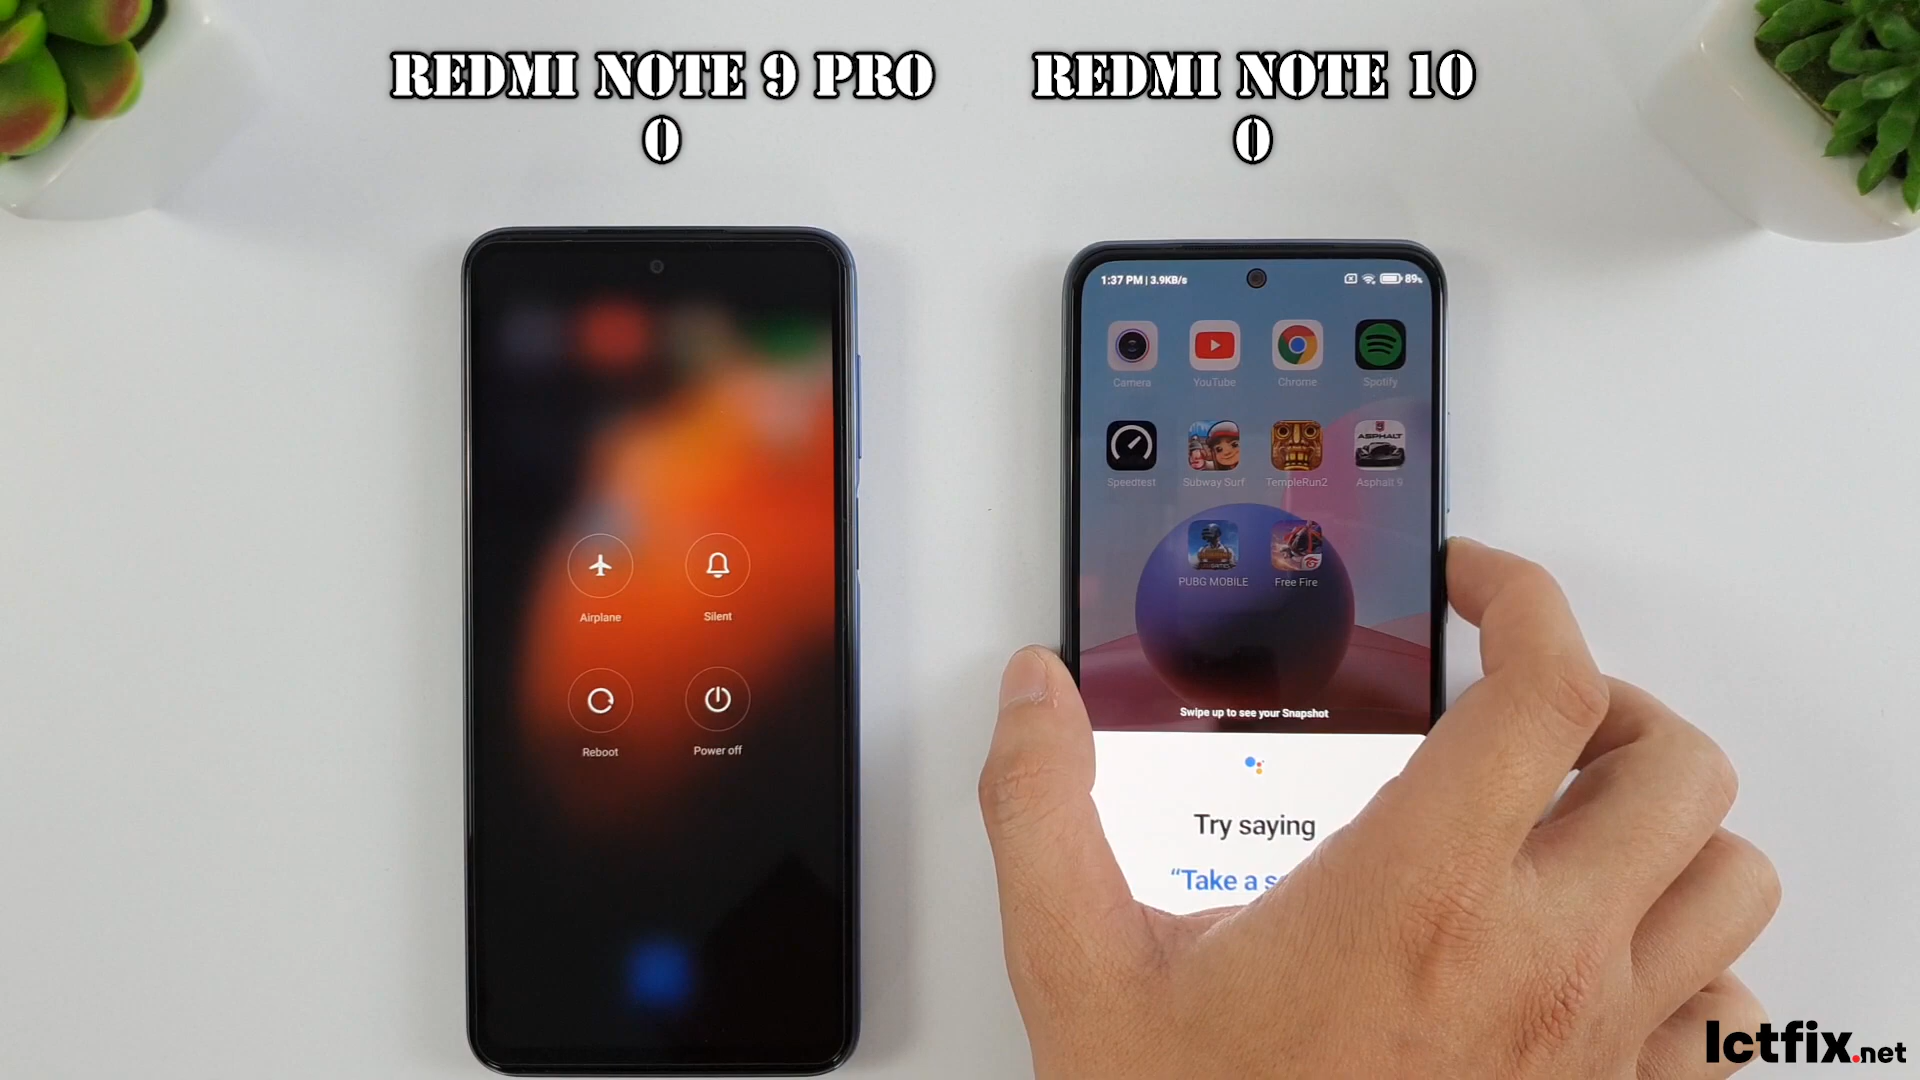 REDMI NOTE 9 PRO
0
REDMI NOTE 10
0
Airplane
Silent
Reboot
Power off
1:37 PM | 3.9KB/s
89%
Camera
YouTube
Chrome
Spotify
Speedtest
Subway Surf
TempleRun2
Asphalt 9
ASPHALT
PUBG MOBILE
Free Fire
Swipe up to see your Snapshot
Try saying
“Take a
Ictfix.net